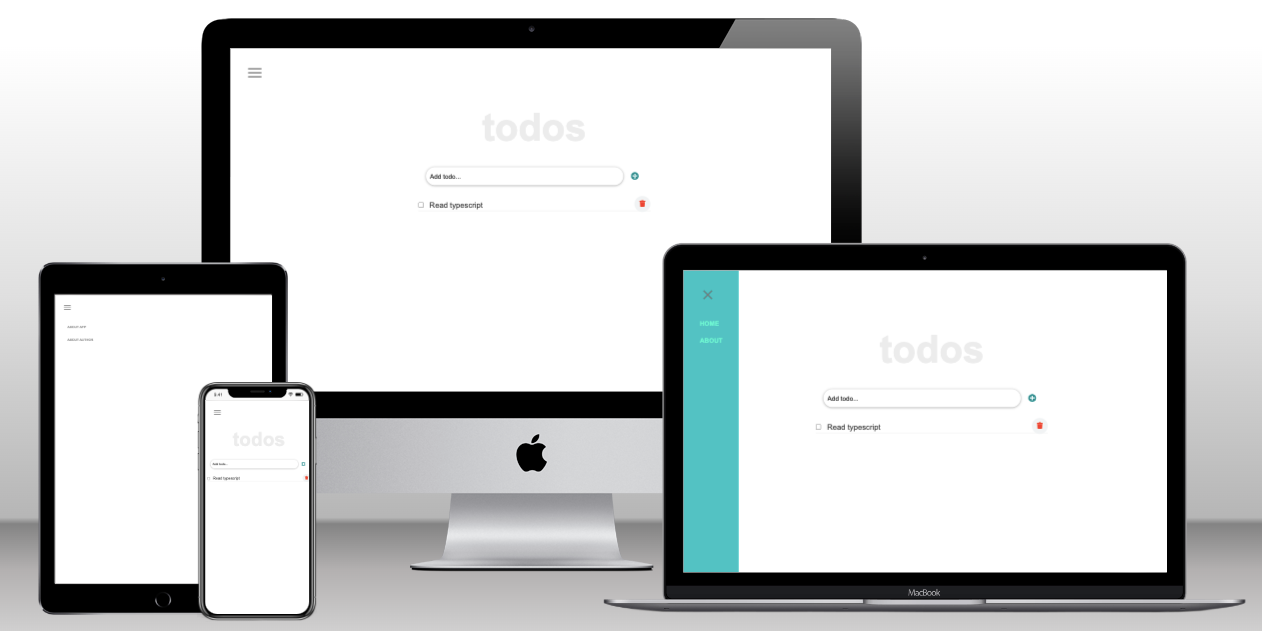 todos
Add todo...
Read typescript
ABOUT APP
ABOUT AUTHOR
9:41
todos
Add todo...
Read typescript
HOME
ABOUT
todos
Add todo...
Read typescript
MacBook